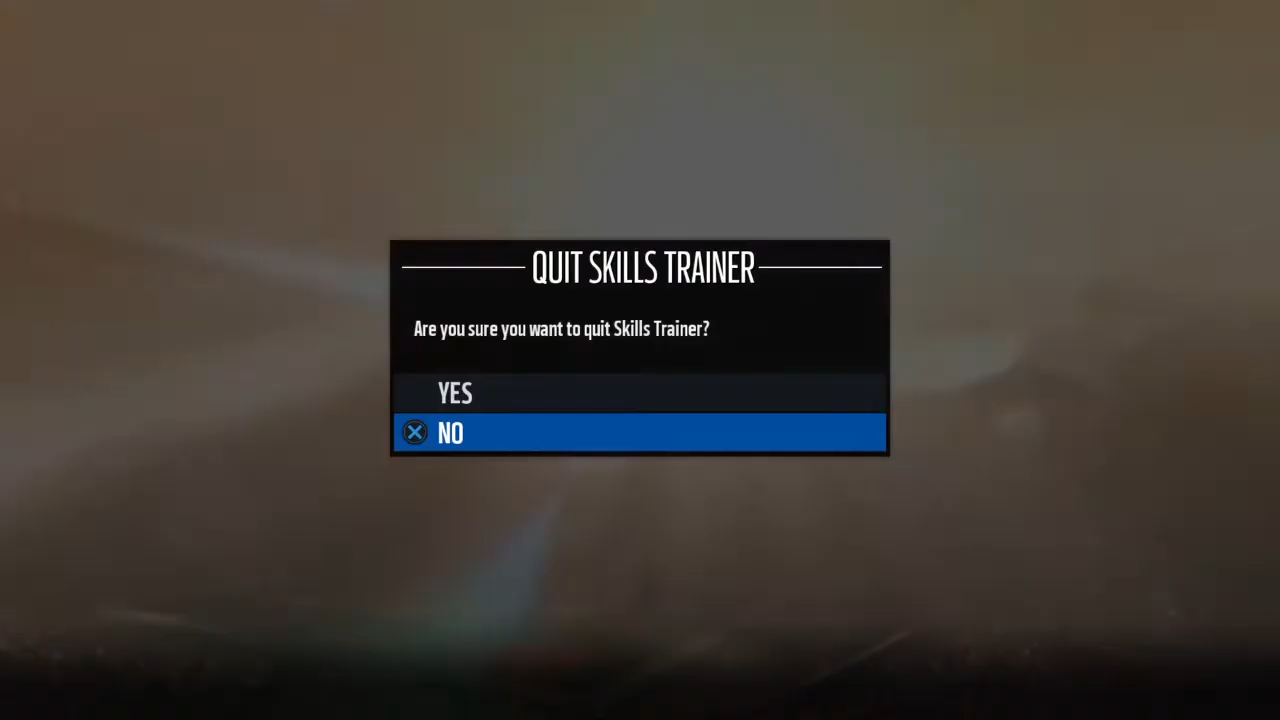 QUIT SKILLS TRAINER
Are you sure you want to quit Skills Trainer?
YES
NO